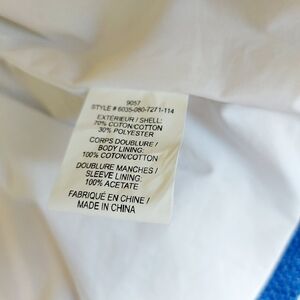 9057
STYLE # 6035-080-7271-114
EXTERIEUR / SHELL:
70% COTON/COTTON
30% POLYESTER
CORPS DOUBLURE /
BODY LINING:
100% COTON/COTTON
DOUBLURE MANCHES /
SLEEVE LINING:
100% ACETATE
FABRIQUÉ EN CHINE /
MADE IN CHINA